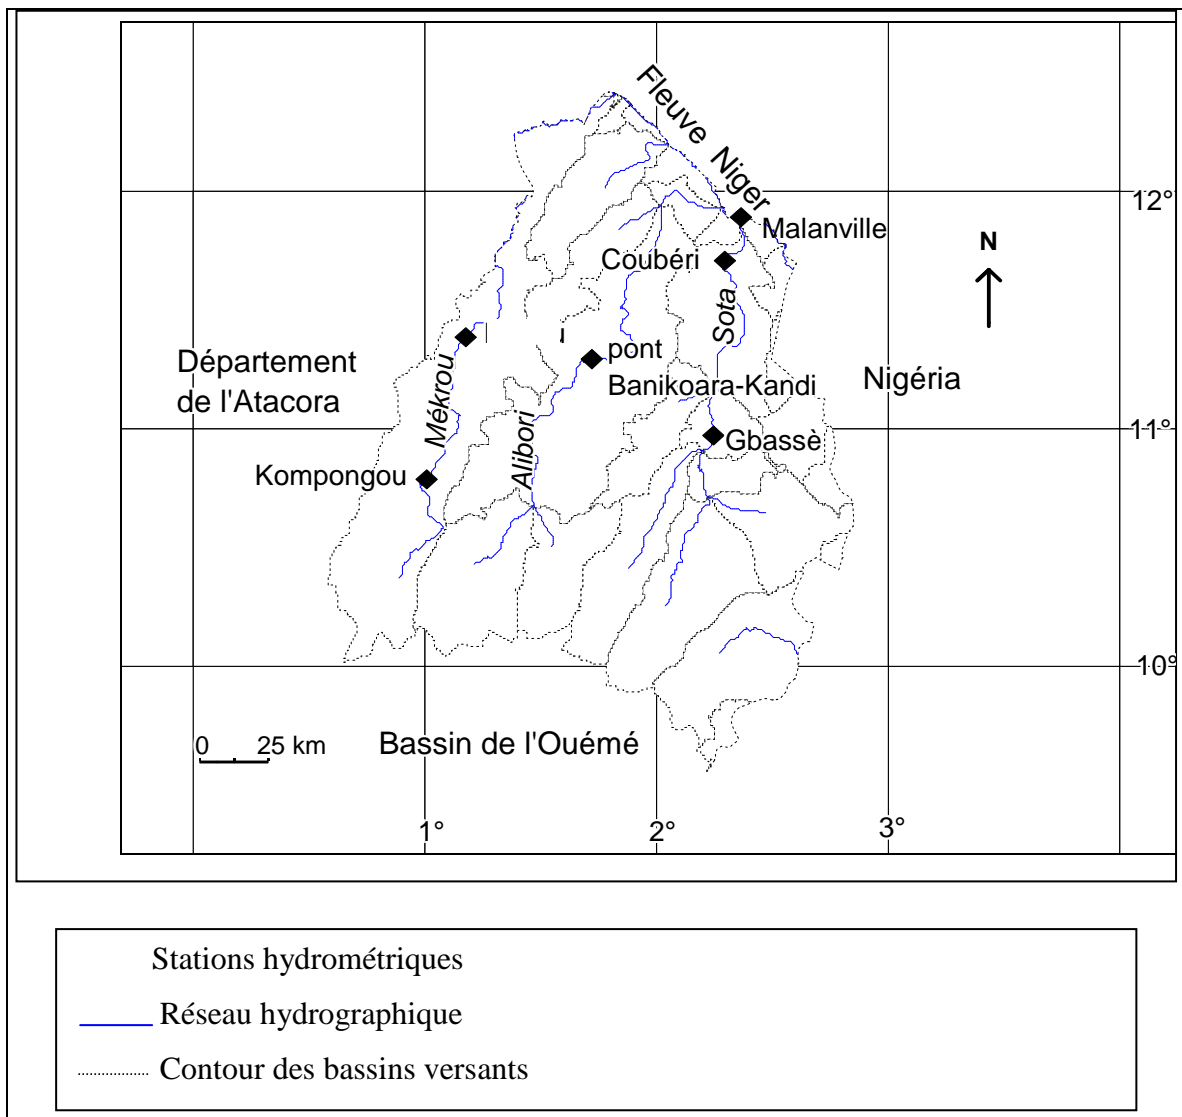 Fleuve Niger
12°
Malanville
N
Coubéri
Sota
pont
Banikoara-Kandi
Département
de l'Atacora
Nigéria
Mékrou
Alibori
11°
Gbassè
Kompongou
10°
0 25 km
Bassin de l'Ouémé
1°
2°
3°
Stations hydrométriques
Réseau hydrographique
Contour des bassins versants